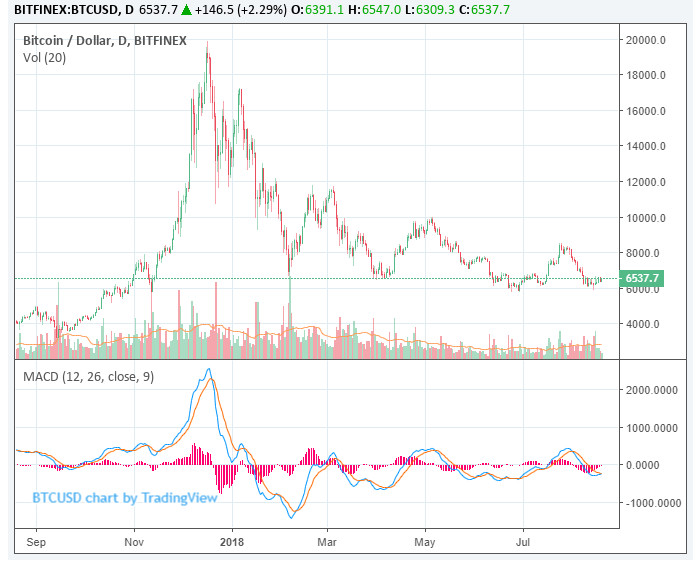 BITFINEX:BTCUSD, D 6537.7 ▲ +146.5 (+2.29%) O:6391.1 H:6547.0 L:6309.3 C:6537.7
Bitcoin / Dollar, D, BITFINEX
Vol (20)
20000.0
18000.0
16000.0
14000.0
12000.0
10000.0
8000.0
6537.7
6000.0
4000.0
MACD (12, 26, close, 9)
2000.0000
1000.0000
0.0000
-1000.0000
BTCUSD chart by TradingView
Sep Nov 2018 Mar May Jul